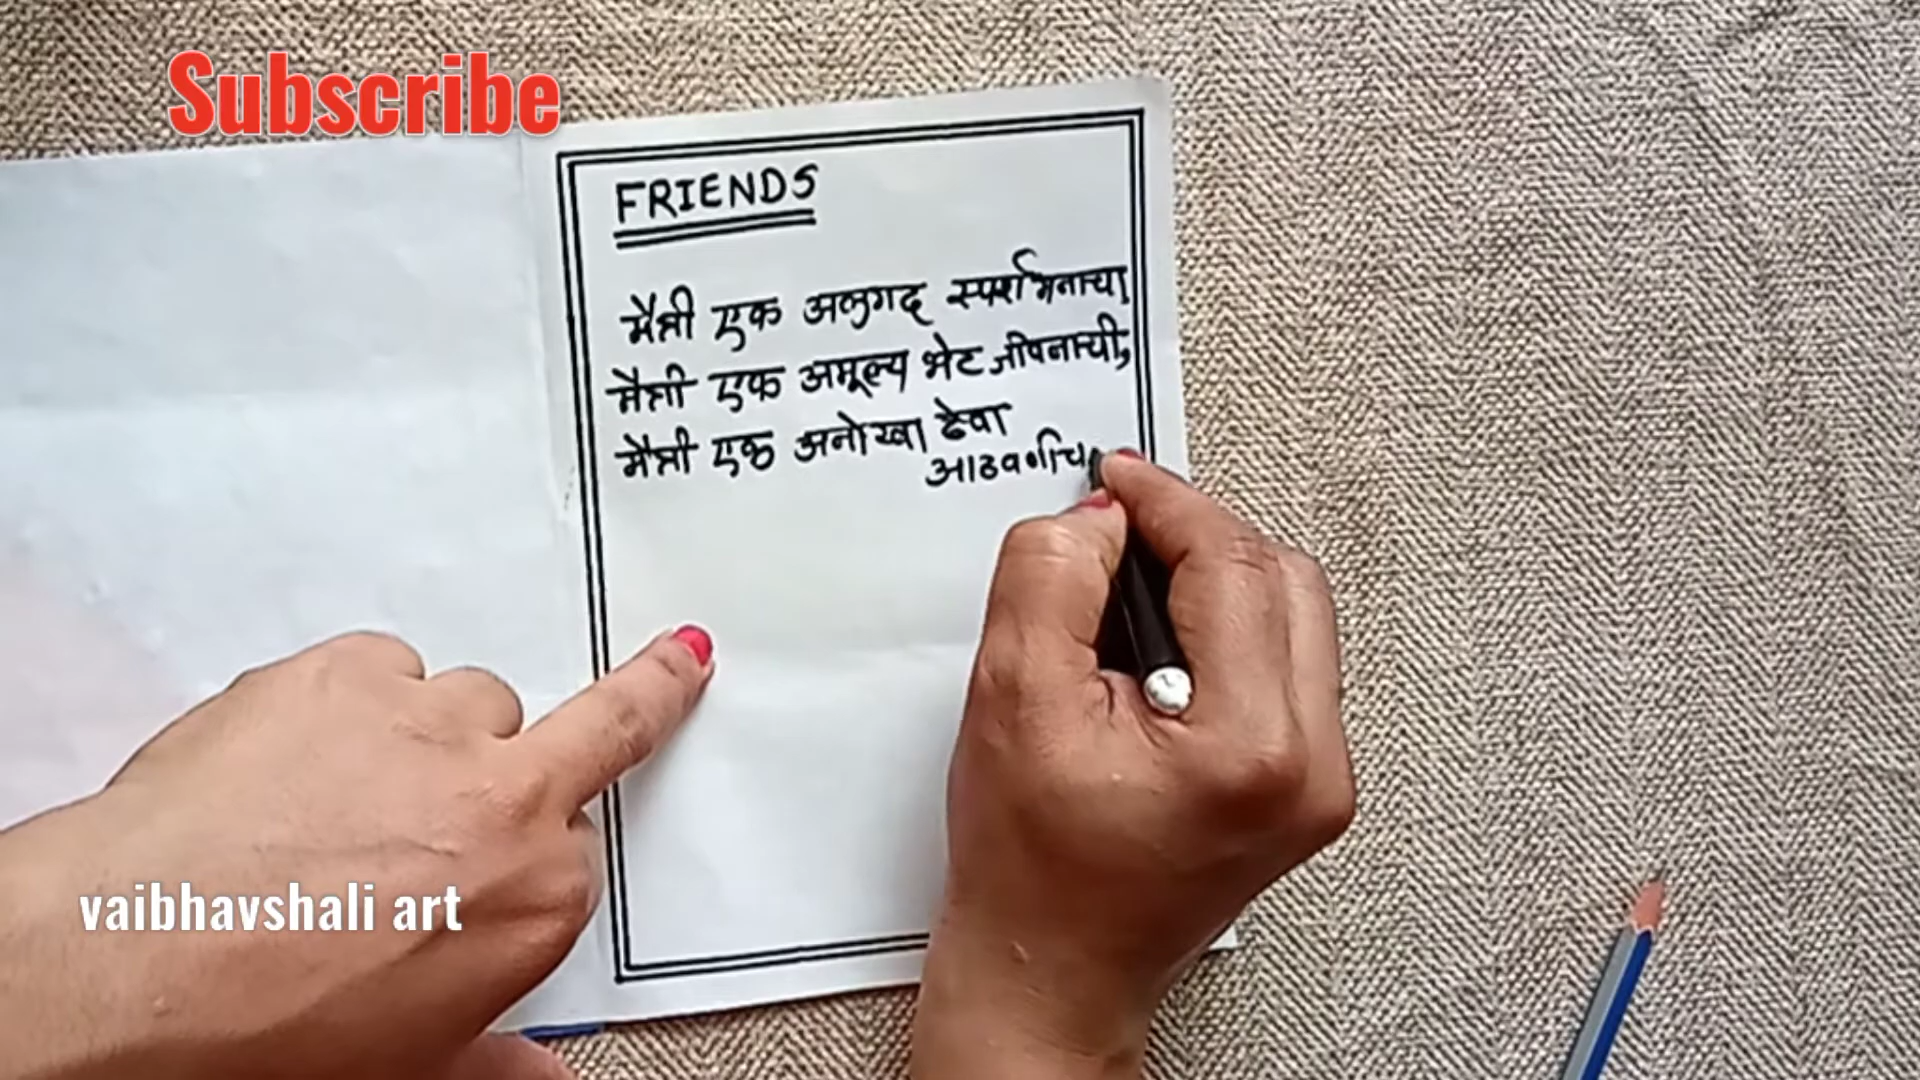 Subscribe
FRIENDS
मैत्री एक अलगद स्पर्श मनाचा
मैत्री एक अमूल्य भेट जीवनाची,
मैत्री एक अनोखा ठेवा
आठवणींचा
vaibhavshali art